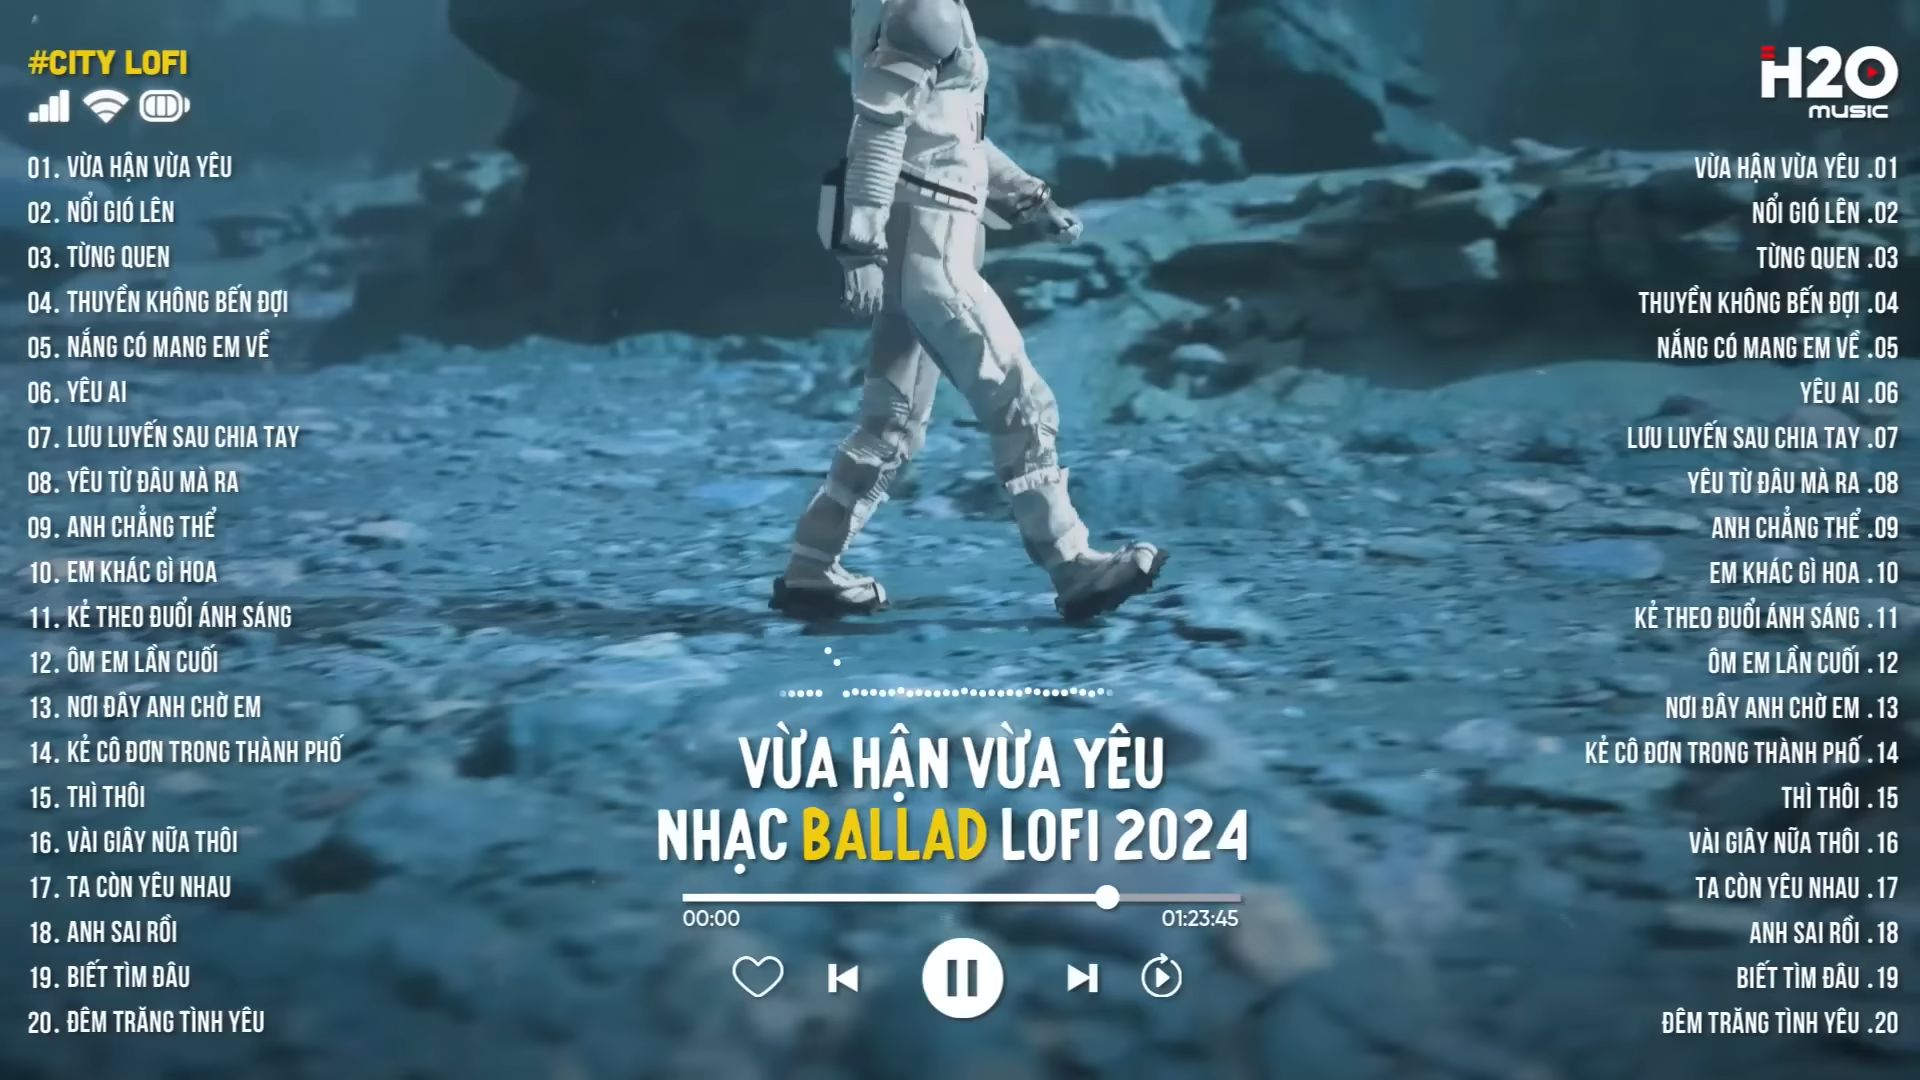 #CITY LOFI
H2O
MUSIC
01. VỪA HẬN VỪA YÊU
02. NỔI GIÓ LÊN
03. TỪNG QUEN
04. THUYỀN KHÔNG BẾN ĐỢI
05. NẮNG CÓ MANG EM VỀ
06. YÊU AI
07. LƯU LUYẾN SAU CHIA TAY
08. YÊU TỪ ĐÂU MÀ RA
09. ANH CHẲNG THỂ
10. EM KHÁC GÌ HOA
11. KẺ THEO ĐUỔI ÁNH SÁNG
12. ÔM EM LẦN CUỐI
13. NƠI ĐÂY ANH CHỜ EM
14. KẺ CÔ ĐƠN TRONG THÀNH PHỐ
15. THÌ THÔI
16. VÀI GIÂY NỮA THÔI
17. TA CÒN YÊU NHAU
18. ANH SAI RỒI
19. BIẾT TÌM ĐÂU
20. ĐÊM TRĂNG TÌNH YÊU
VỪA HẬN VỪA YÊU .01
NỔI GIÓ LÊN .02
TỪNG QUEN .03
THUYỀN KHÔNG BẾN ĐỢI .04
NẮNG CÓ MANG EM VỀ .05
YÊU AI .06
LƯU LUYẾN SAU CHIA TAY .07
YÊU TỪ ĐÂU MÀ RA .08
ANH CHẲNG THỂ .09
EM KHÁC GÌ HOA .10
KẺ THEO ĐUỔI ÁNH SÁNG .11
ÔM EM LẦN CUỐI .12
NƠI ĐÂY ANH CHỜ EM .13
KẺ CÔ ĐƠN TRONG THÀNH PHỐ .14
THÌ THÔI .15
VÀI GIÂY NỮA THÔI .16
TA CÒN YÊU NHAU .17
ANH SAI RỒI .18
BIẾT TÌM ĐÂU .19
ĐÊM TRĂNG TÌNH YÊU .20
VỪA HẬN VỪA YÊU
NHẠC BALLAD LOFI 2024
00:00 01:23:45